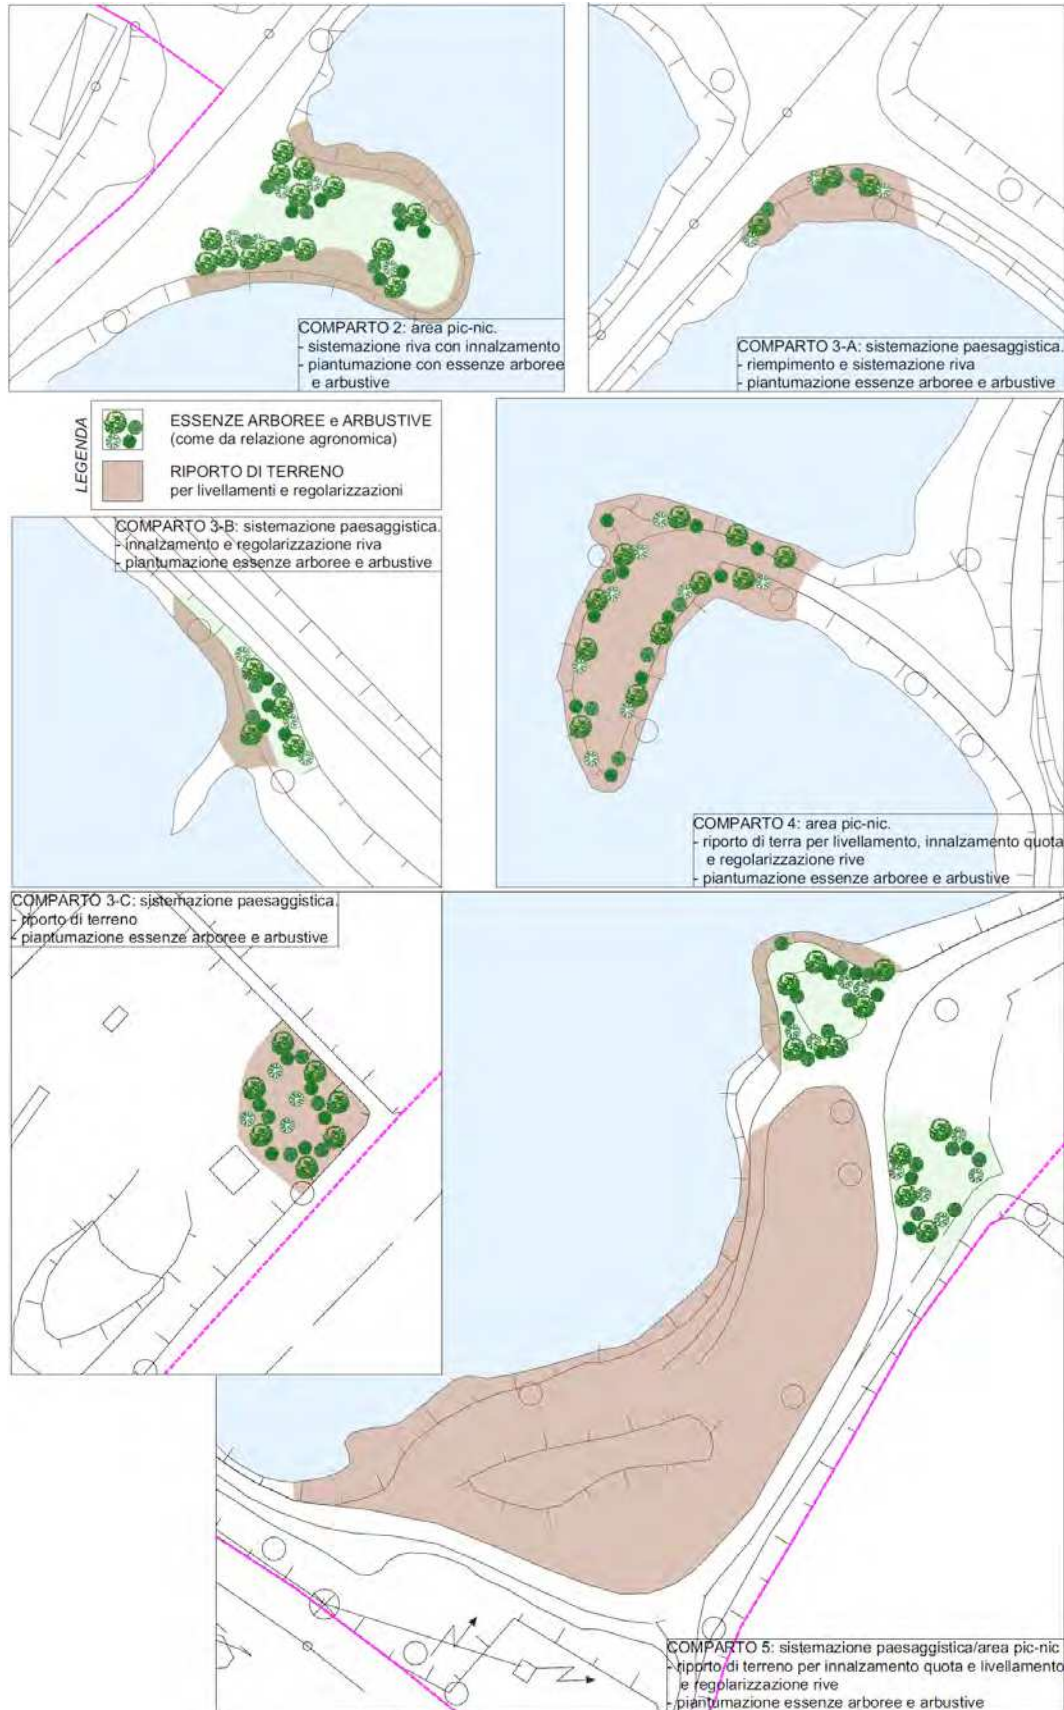 COMPARTO 2: area pic-nic.
- sistemazione riva con innalzamento
- piantumazione con essenze arboree
e arbustive
COMPARTO 3-A: sistemazione paesaggistica.
- riempimento e sistemazione riva
- piantumazione essenze arboree e arbustive
LEGENDA
ESSENZE ARBOREE e ARBUSTIVE
(come da relazione agronomica)
RIPORTO DI TERRENO
per livellamenti e regolarizzazioni
COMPARTO 3-B: sistemazione paesaggistica.
- innalzamento e regolarizzazione riva
- piantumazione essenze arboree e arbustive
COMPARTO 4: area pic-nic.
- riporto di terra per livellamento, innalzamento quota
e regolarizzazione rive
- piantumazione essenze arboree e arbustive
COMPARTO 3-C: sistemazione paesaggistica.
- riporto di terreno
- piantumazione essenze arboree e arbustive
COMPARTO 5: sistemazione paesaggistica/area pic-nic
- riporto di terreno per innalzamento quota e livellamento
e regolarizzazione rive
- piantumazione essenze arboree e arbustive